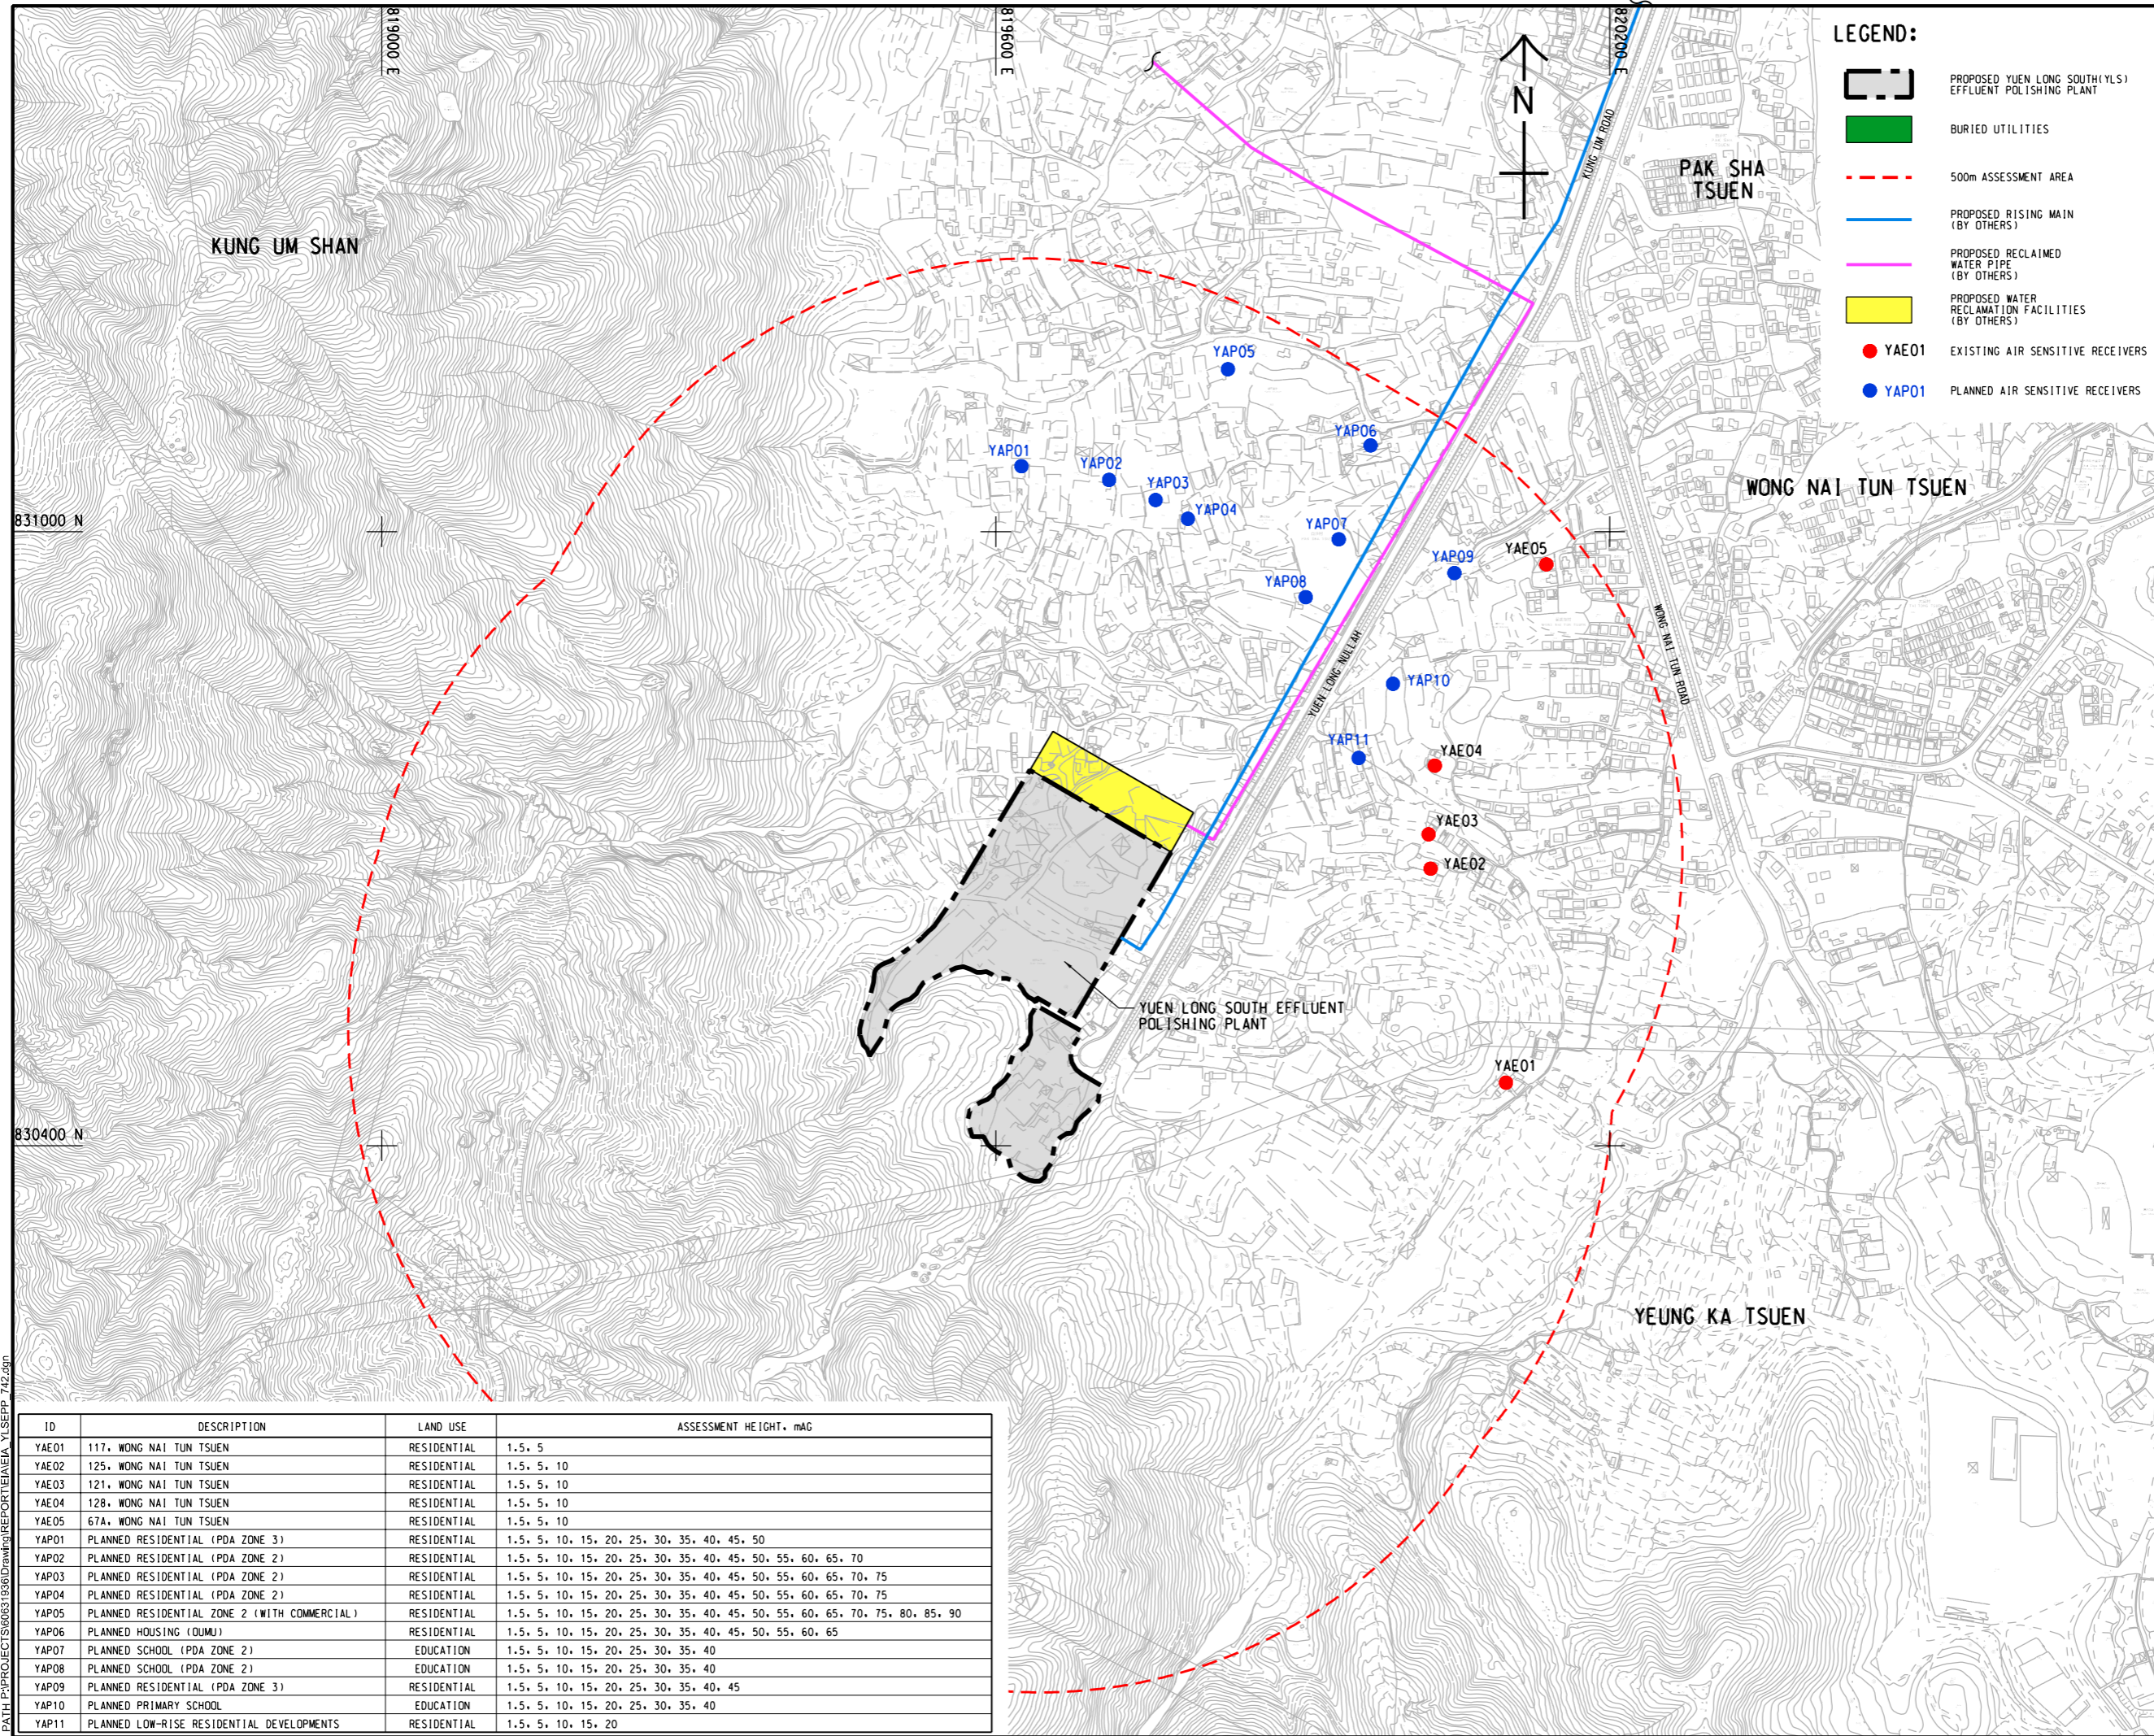 819000 E
819600 E
820200 E
LEGEND:
PROPOSED YUEN LONG SOUTH(YLS)
EFFLUENT POLISHING PLANT
BURIED UTILITIES
500m ASSESSMENT AREA
PROPOSED RISING MAIN
(BY OTHERS)
PROPOSED RECLAIMED
WATER PIPE
(BY OTHERS)
PROPOSED WATER
RECLAMATION FACILITIES
(BY OTHERS)
YAE01 EXISTING AIR SENSITIVE RECEIVERS
YAP01 PLANNED AIR SENSITIVE RECEIVERS
N
KUNG UM ROAD
PAK SHA
TSUEN
KUNG UM SHAN
YAP05
YAP06
YAP01
YAP02
YAP03
YAP04
WONG NAI TUN TSUEN
831000 N
YAP07
YAE05
YAP09
YAP08
WONG NAI TUN ROAD
YUEN LONG NULLAH
YAP10
YAP11
YAE04
YAE03
YAE02
YUEN LONG SOUTH EFFLUENT
POLISHING PLANT
YAE01
830400 N
YEUNG KA TSUEN
PATH P:\PROJECTS\60631936\Drawing\REPORT\EIA\EIA_YLSEPP_742.dgn
ID DESCRIPTION LAND USE ASSESSMENT HEIGHT, mAG
YAE01 117, WONG NAI TUN TSUEN RESIDENTIAL 1.5, 5
YAE02 125, WONG NAI TUN TSUEN RESIDENTIAL 1.5, 5, 10
YAE03 121, WONG NAI TUN TSUEN RESIDENTIAL 1.5, 5, 10
YAE04 128, WONG NAI TUN TSUEN RESIDENTIAL 1.5, 5, 10
YAE05 67A, WONG NAI TUN TSUEN RESIDENTIAL 1.5, 5, 10
YAP01 PLANNED RESIDENTIAL (PDA ZONE 3) RESIDENTIAL 1.5, 5, 10, 15, 20, 25, 30, 35, 40, 45, 50
YAP02 PLANNED RESIDENTIAL (PDA ZONE 2) RESIDENTIAL 1.5, 5, 10, 15, 20, 25, 30, 35, 40, 45, 50, 55, 60, 65, 70
YAP03 PLANNED RESIDENTIAL (PDA ZONE 2) RESIDENTIAL 1.5, 5, 10, 15, 20, 25, 30, 35, 40, 45, 50, 55, 60, 65, 70, 75
YAP04 PLANNED RESIDENTIAL (PDA ZONE 2) RESIDENTIAL 1.5, 5, 10, 15, 20, 25, 30, 35, 40, 45, 50, 55, 60, 65, 70, 75
YAP05 PLANNED RESIDENTIAL ZONE 2 (WITH COMMERCIAL) RESIDENTIAL 1.5, 5, 10, 15, 20, 25, 30, 35, 40, 45, 50, 55, 60, 65, 70, 75, 80, 85, 90
YAP06 PLANNED HOUSING (OUMU) RESIDENTIAL 1.5, 5, 10, 15, 20, 25, 30, 35, 40, 45, 50, 55, 60, 65
YAP07 PLANNED SCHOOL (PDA ZONE 2) EDUCATION 1.5, 5, 10, 15, 20, 25, 30, 35, 40
YAP08 PLANNED SCHOOL (PDA ZONE 2) EDUCATION 1.5, 5, 10, 15, 20, 25, 30, 35, 40
YAP09 PLANNED RESIDENTIAL (PDA ZONE 3) RESIDENTIAL 1.5, 5, 10, 15, 20, 25, 30, 35, 40, 45
YAP10 PLANNED PRIMARY SCHOOL EDUCATION 1.5, 5, 10, 15, 20, 25, 30, 35, 40
YAP11 PLANNED LOW-RISE RESIDENTIAL DEVELOPMENTS RESIDENTIAL 1.5, 5, 10, 15, 20